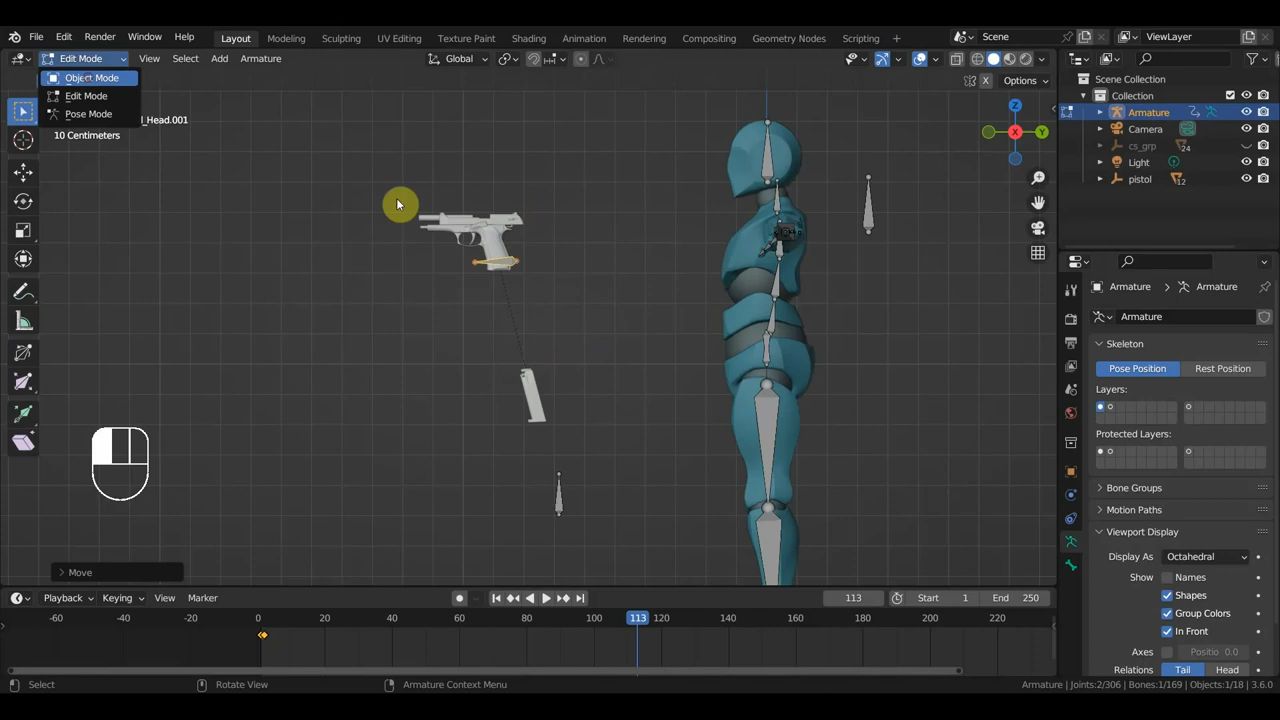 File Edit Render Window Help Layout Modeling Sculpting UV Editing Shading Animation Rendering Compositing Geometry Nodes Scripting Scene ViewLayer
Edit Mode View Select Add Armature Global Options
X
Object Mode
Edit Mode
Pose Mode
_Head.001
10 Centimeters
X Y Z
Move
Scene Collection
Collection
Armature
Camera
cs_grp 24
Light
pistol 12
Armature > Armature
Armature
Skeleton
Pose Position Rest Position
Layers:
Protected Layers:
Bone Groups
Motion Paths
Viewport Display
Display As Octahedral
Show Names
Shapes
Group Colors
In Front
Axes Positio 0.0
Relations Tail Head
Playback Keying View Marker 113 Start 1 End 250
-60 -40 -20 0 20 40 60 80 100 113 120 140 160 180 200 220
Select Rotate View Armature Context Menu Armature | Joints:2/306 | Bones:1/169 | Objects:1/18 | 3.6.0